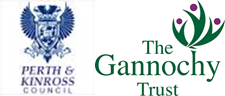 PERTH &
KINROSS
COUNCIL
The
Gannochy
Trust